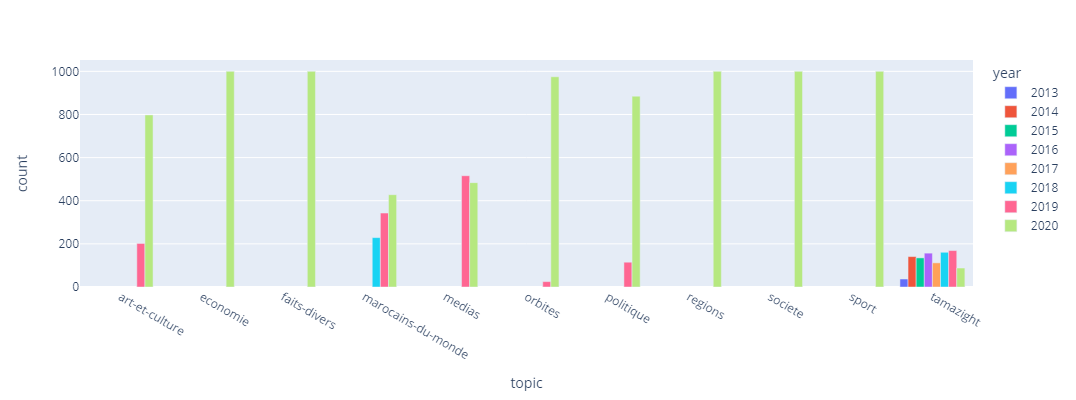 year
2013
2014
2015
2016
2017
2018
2019
2020
count
1000
800
600
400
200
0
art-et-culture
economie
faits-divers
marocains-du-monde
medias
orbites
politique
regions
societe
sport
tamazight
topic